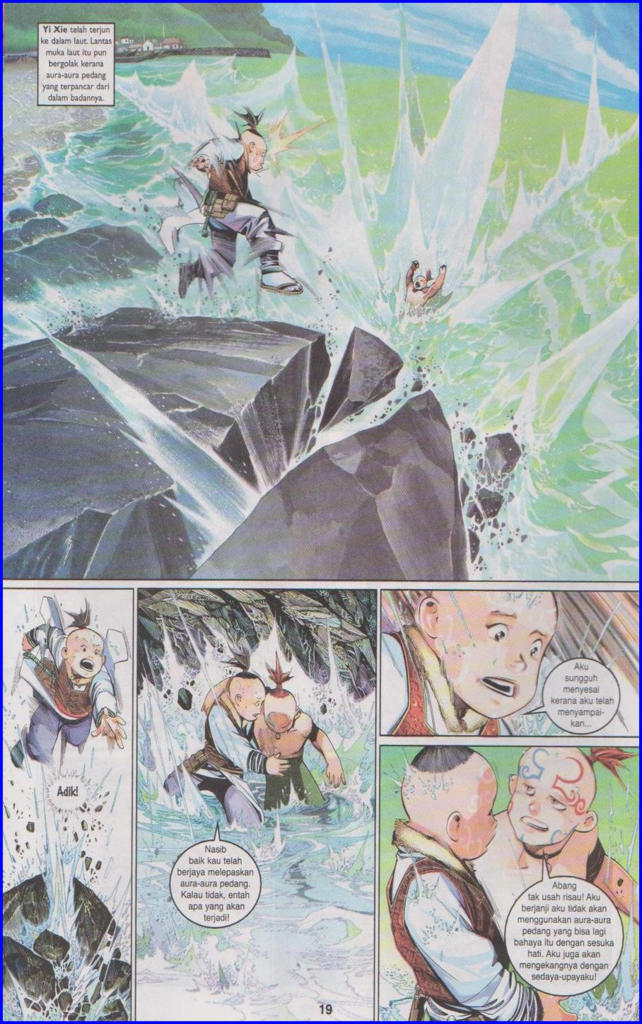 Yi Xie telah terjun
ke dalam laut. Lantas
muka laut itu pun
bergolak kerana
aura-aura pedang
yang terpancar dari
dalam badannya.
Adik!
Nasib
baik kau telah
berjaya melepaskan
aura-aura pedang.
Kalau tidak, entah
apa yang akan
terjadi!
Aku
sungguh
menyesai
kerana aku telah
menyampai-
kan...
Abang
tak usah risau! Aku
berjanji aku tidak akan
menggunakan aura-aura
pedang yang bisa lagi
bahaya itu dengan sesuka
hati. Aku juga akan
mengekangnya dengan
sedaya-upayaku!
19